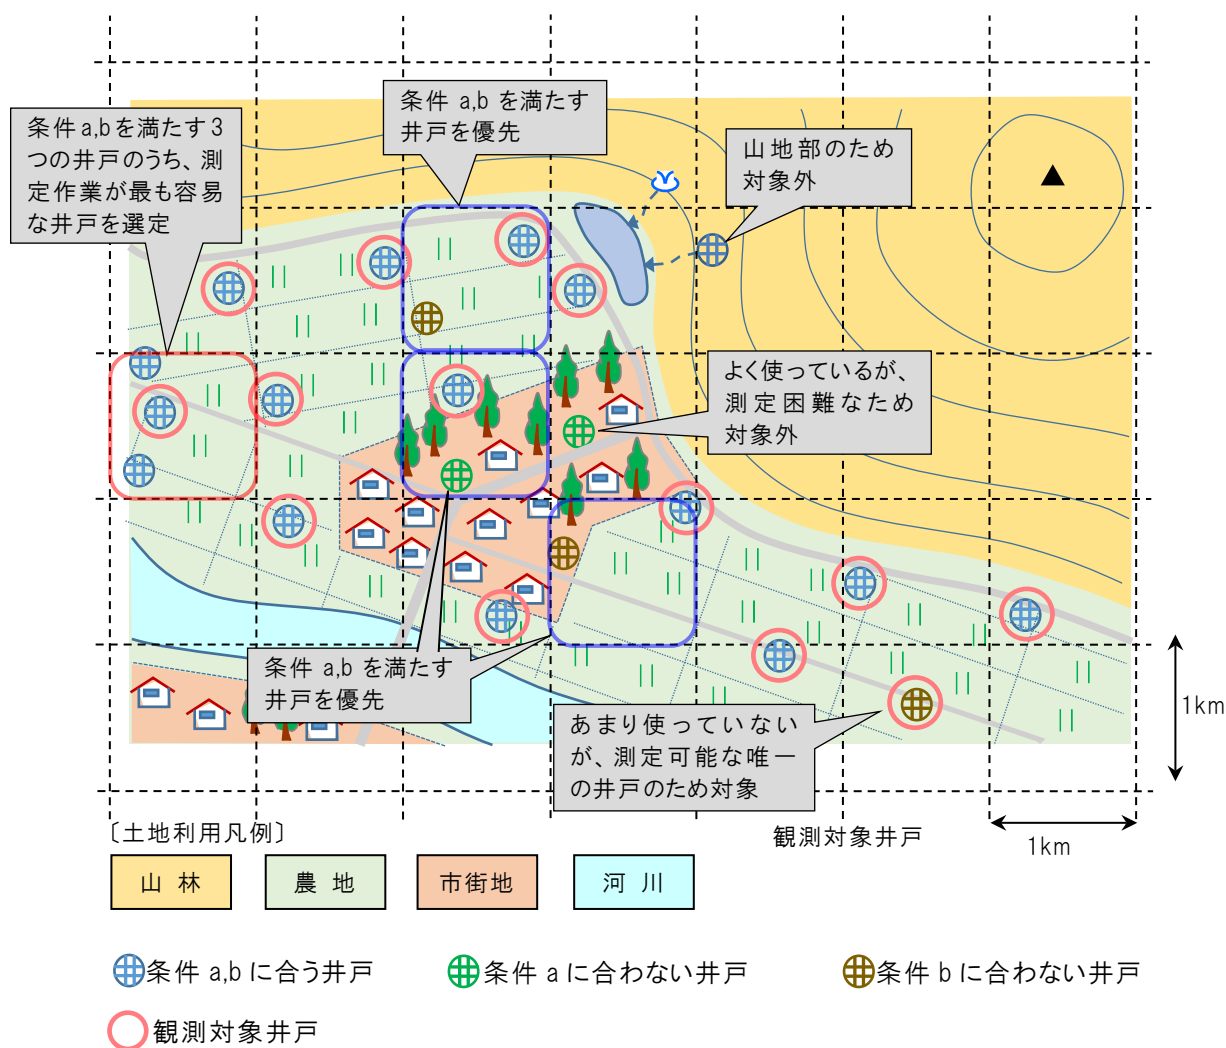 条件 a,b を満たす
井戸を優先
条件 a,b を満たす3
つの井戸のうち、測
定作業が最も容易
な井戸を選定
山地部のため
対象外
よく使っているが、
測定困難なため
対象外
条件 a,b を満たす
井戸を優先
あまり使っていない
が、測定可能な唯一
の井戸のため対象
1km
1km
〔土地利用凡例〕
観測対象井戸
山 林
農 地
市街地
河 川
条件 a,b に合う井戸
条件 a に合わない井戸
条件 b に合わない井戸
観測対象井戸